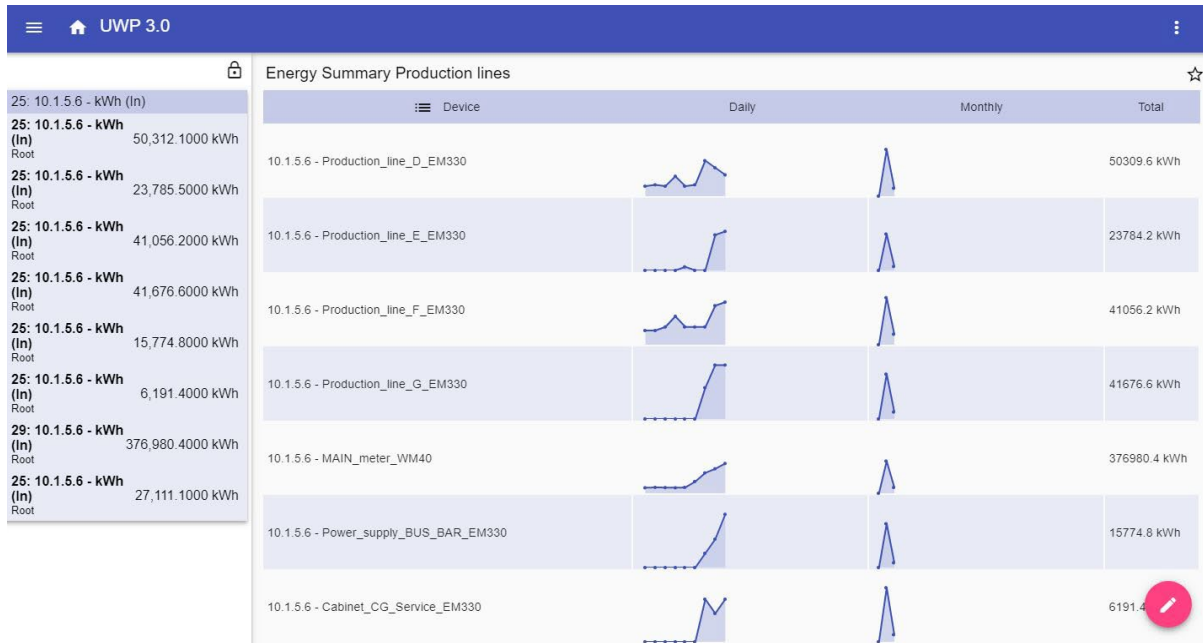 UWP 3.0
25: 10.1.5.6 - kWh (In)
25: 10.1.5.6 - kWh
(In)
50,312.1000 kWh
Root
25: 10.1.5.6 - kWh
(In)
23,785.5000 kWh
Root
25: 10.1.5.6 - kWh
(In)
41,056.2000 kWh
Root
25: 10.1.5.6 - kWh
(In)
41,676.6000 kWh
Root
25: 10.1.5.6 - kWh
(In)
15,774.8000 kWh
Root
25: 10.1.5.6 - kWh
(In)
6,191.4000 kWh
Root
29: 10.1.5.6 - kWh
(In)
376,980.4000 kWh
Root
25: 10.1.5.6 - kWh
(In)
27,111.1000 kWh
Root
Energy Summary Production lines
Device Daily Monthly Total
10.1.5.6 - Production_line_D_EM330 50309.6 kWh
10.1.5.6 - Production_line_E_EM330 23784.2 kWh
10.1.5.6 - Production_line_F_EM330 41056.2 kWh
10.1.5.6 - Production_line_G_EM330 41676.6 kWh
10.1.5.6 - MAIN_meter_WM40 376980.4 kWh
10.1.5.6 - Power_supply_BUS_BAR_EM330 15774.8 kWh
10.1.5.6 - Cabinet_CG_Service_EM330 6191.4